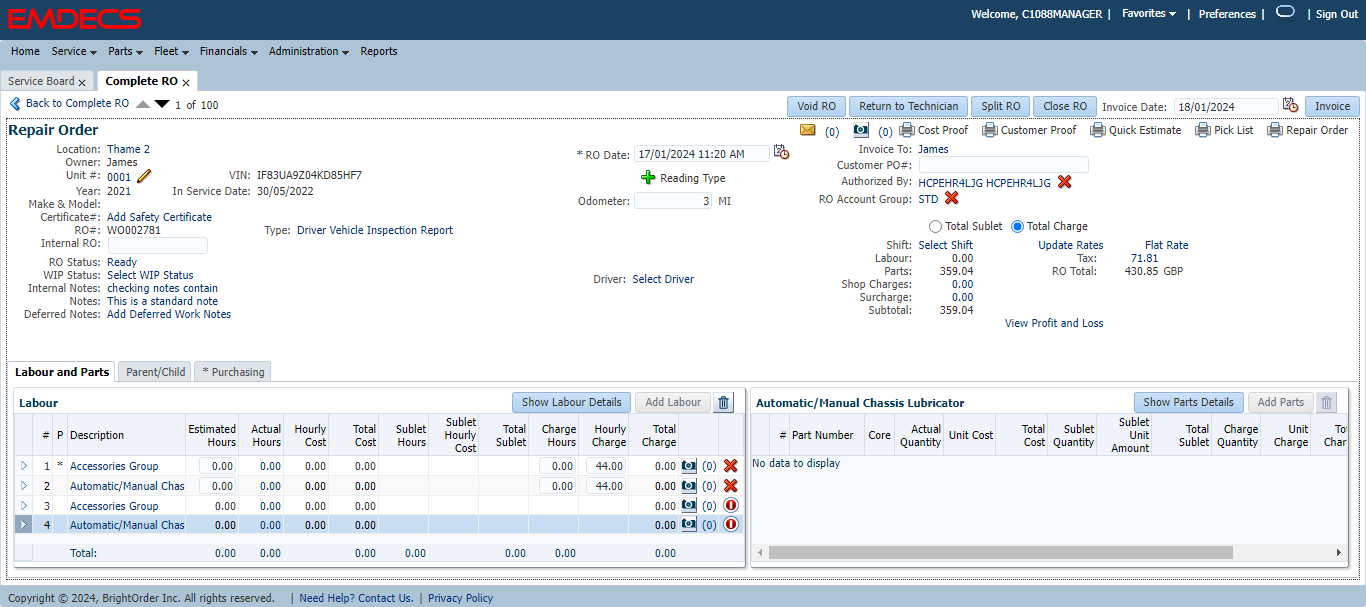 EMDECS
Welcome, C1088MANAGER | Favorites | Preferences | | Sign Out
Home Service Parts Fleet Financials Administration Reports
Service Board x Complete RO x
Back to Complete RO 1 of 100 Void RO Return to Technician Split RO Close RO Invoice Date: 18/01/2024 Invoice
Repair Order (0) (0) Cost Proof Customer Proof Quick Estimate Pick List Repair Order
Location: Thame 2 * RO Date: 17/01/2024 11:20 AM Invoice To: James
Owner: James Customer PO#:
Unit #: 0001 VIN: IF83UA9Z04KD85HF7 Reading Type Authorized By: HCPEHR4LJG HCPEHR4LJG
Year: 2021 In Service Date: 30/05/2022 Odometer: 3 MI RO Account Group: STD
Make & Model:
Certificate#: Add Safety Certificate
RO#: WO002781 Type: Driver Vehicle Inspection Report Total Sublet Total Charge
Internal RO: Shift: Select Shift Update Rates Flat Rate
Labour: 0.00 Tax: 71.81
RO Status: Ready Parts: 359.04 RO Total: 430.85 GBP
WIP Status: Select WIP Status Driver: Select Driver Shop Charges: 0.00
Internal Notes: checking notes contain Surcharge: 0.00
Notes: This is a standard note Subtotal: 359.04
Deferred Notes: Add Deferred Work Notes View Profit and Loss
Labour and Parts Parent/Child * Purchasing
Labour Show Labour Details Add Labour
# P Description Estimated Hours Actual Hours Hourly Cost Total Cost Sublet Hours Sublet Hourly Cost Total Sublet Charge Hours Hourly Charge Total Charge
1 * Accessories Group 0.00 0.00 0.00 0.00 0.00 44.00 0.00 (0)
2 Automatic/Manual Chas 0.00 0.00 0.00 0.00 0.00 44.00 0.00 (0)
3 Accessories Group 0.00 0.00 0.00 0.00 0.00 (0)
4 Automatic/Manual Chas 0.00 0.00 0.00 0.00 0.00 (0)
Total: 0.00 0.00 0.00 0.00 0.00 0.00 0.00
Automatic/Manual Chassis Lubricator Show Parts Details Add Parts
# Part Number Core Actual Quantity Unit Cost Total Cost Sublet Quantity Sublet Unit Amount Total Sublet Charge Quantity Unit Charge Tot Char
No data to display
Copyright © 2024, BrightOrder Inc. All rights reserved. | Need Help? Contact Us. | Privacy Policy